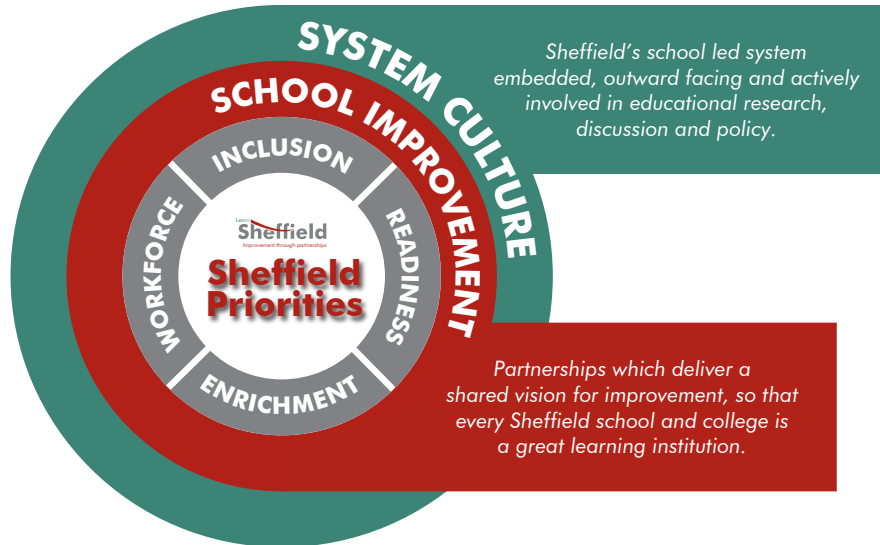 SYSTEM CULTURE
Sheffield’s school led system
embedded, outward facing and actively
involved in educational research,
discussion and policy.
SCHOOL IMPROVEMENT
INCLUSION
WORKFORCE
READINESS
ENRICHMENT
Learn
Sheffield
Improvement through partnerships
Sheffield
Priorities
Partnerships which deliver a
shared vision for improvement, so that
every Sheffield school and college is
a great learning institution.